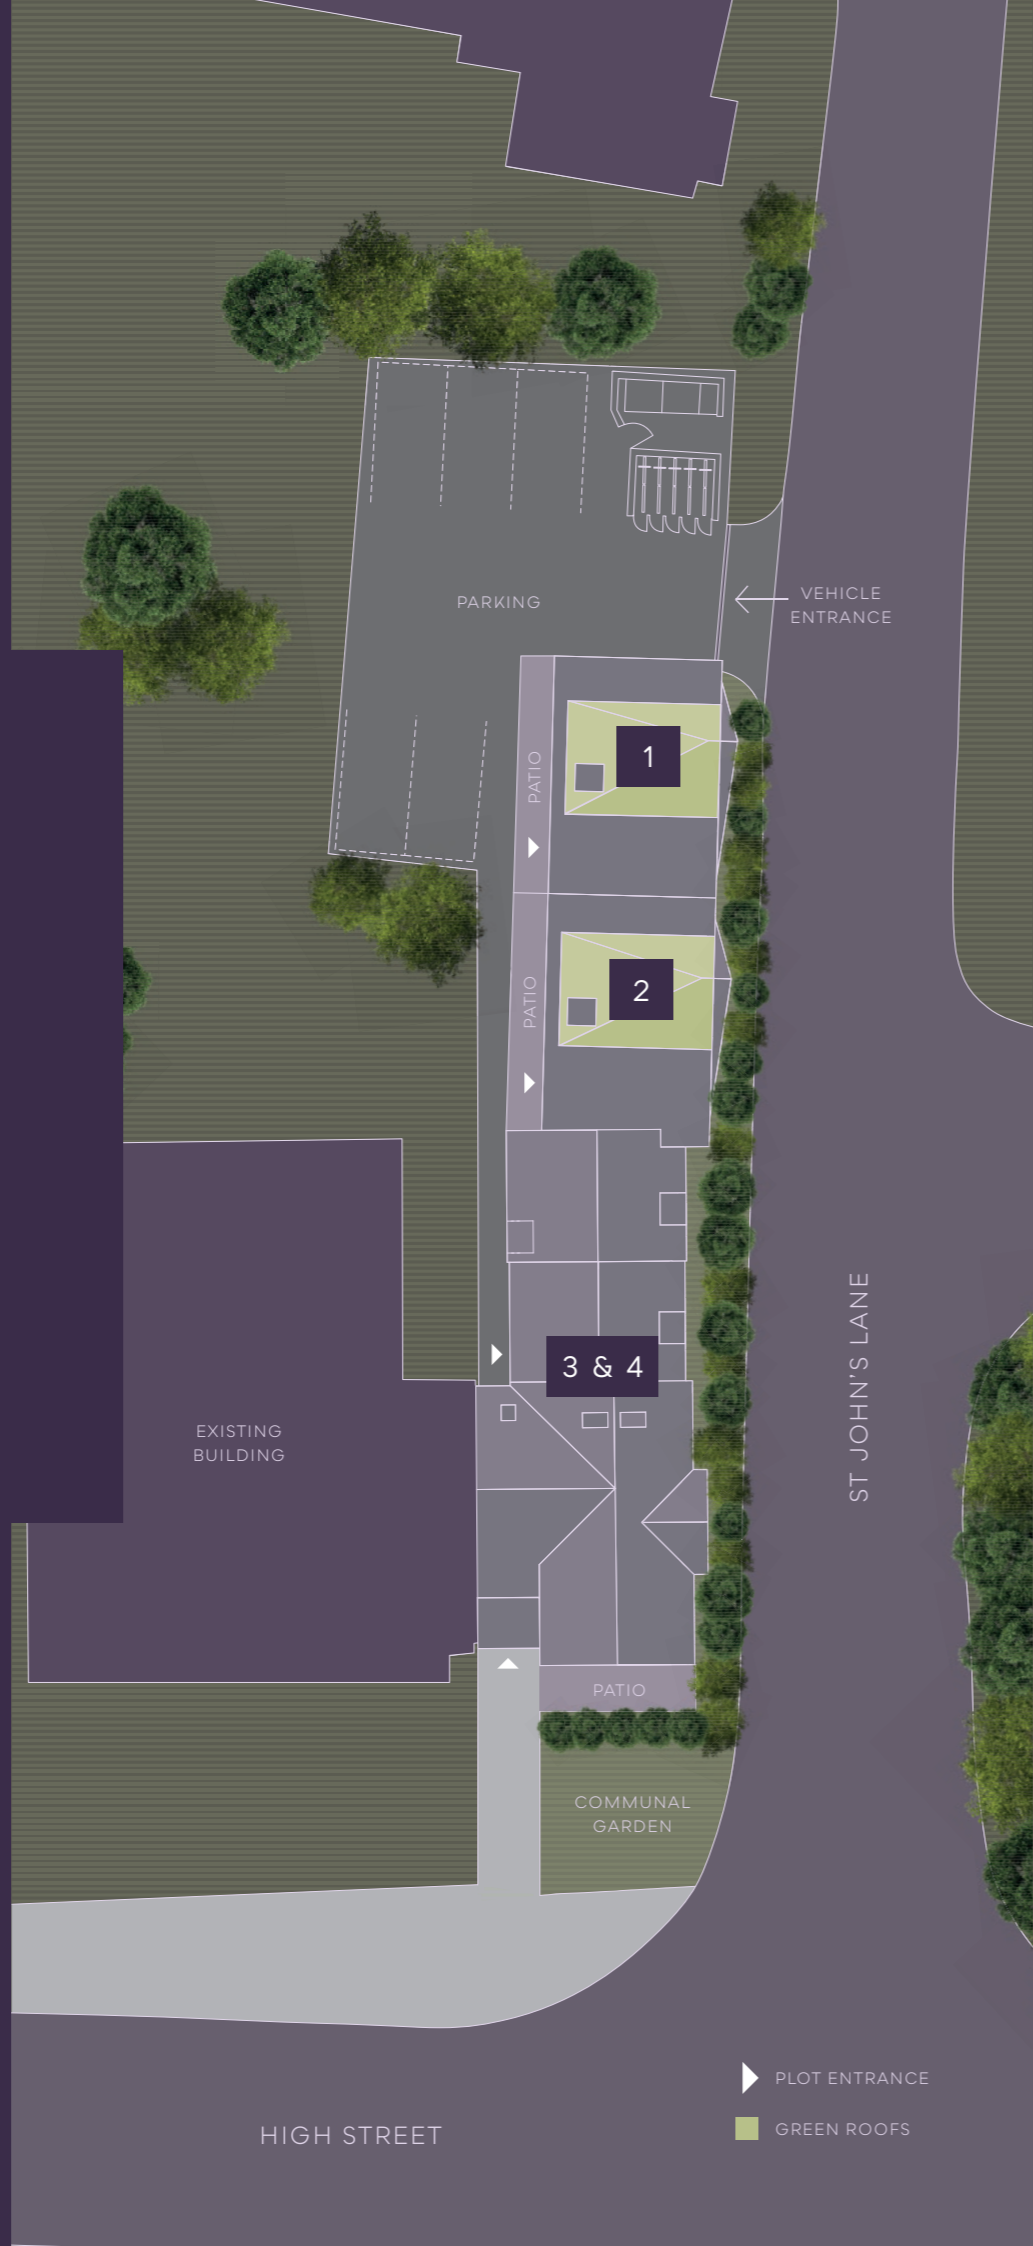 PARKING
VEHICLE
ENTRANCE
1
PATIO
2
PATIO
3 & 4
EXISTING
BUILDING
ST JOHN'S LANE
PATIO
COMMUNAL
GARDEN
PLOT ENTRANCE
GREEN ROOFS
HIGH STREET